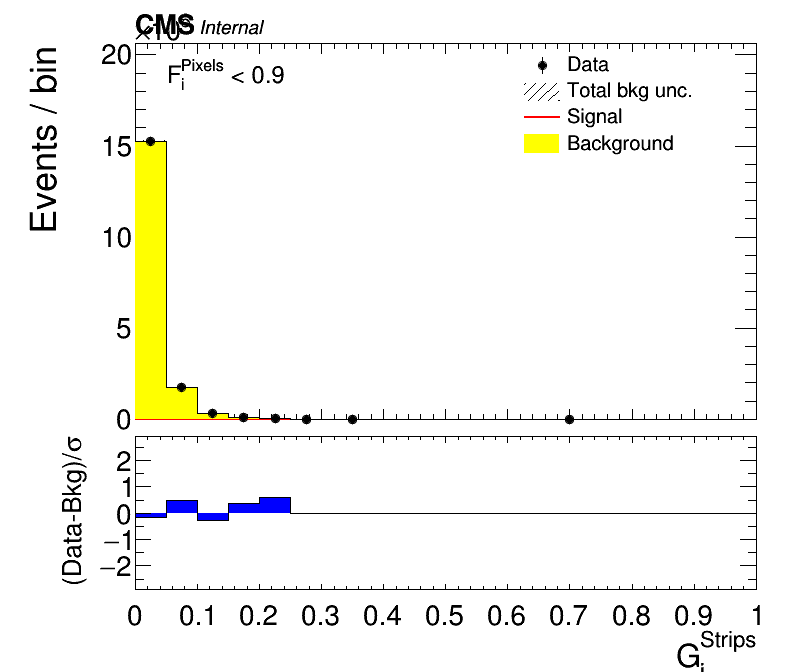 CMS Internal
20
F_i^Pixels < 0.9
Data
Total bkg unc.
Signal
Background
15
10
5
0
Events / bin
2
1
0
−1
−2
(Data-Bkg)/σ
0 0.1 0.2 0.3 0.4 0.5 0.6 0.7 0.8 0.9 1
G_i^Strips